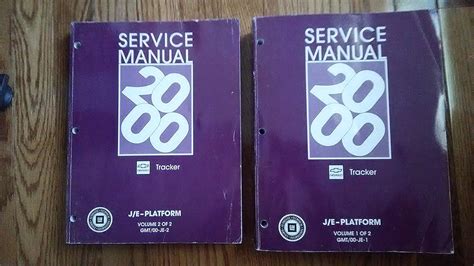 SERVICE
MANUAL
2000
Tracker
J/E-PLATFORM
VOLUME 2 OF 2
GMT/00-JE-2
SERVICE
MANUAL
2000
Tracker
J/E-PLATFORM
VOLUME 1 OF 2
GMT/00-JE-1